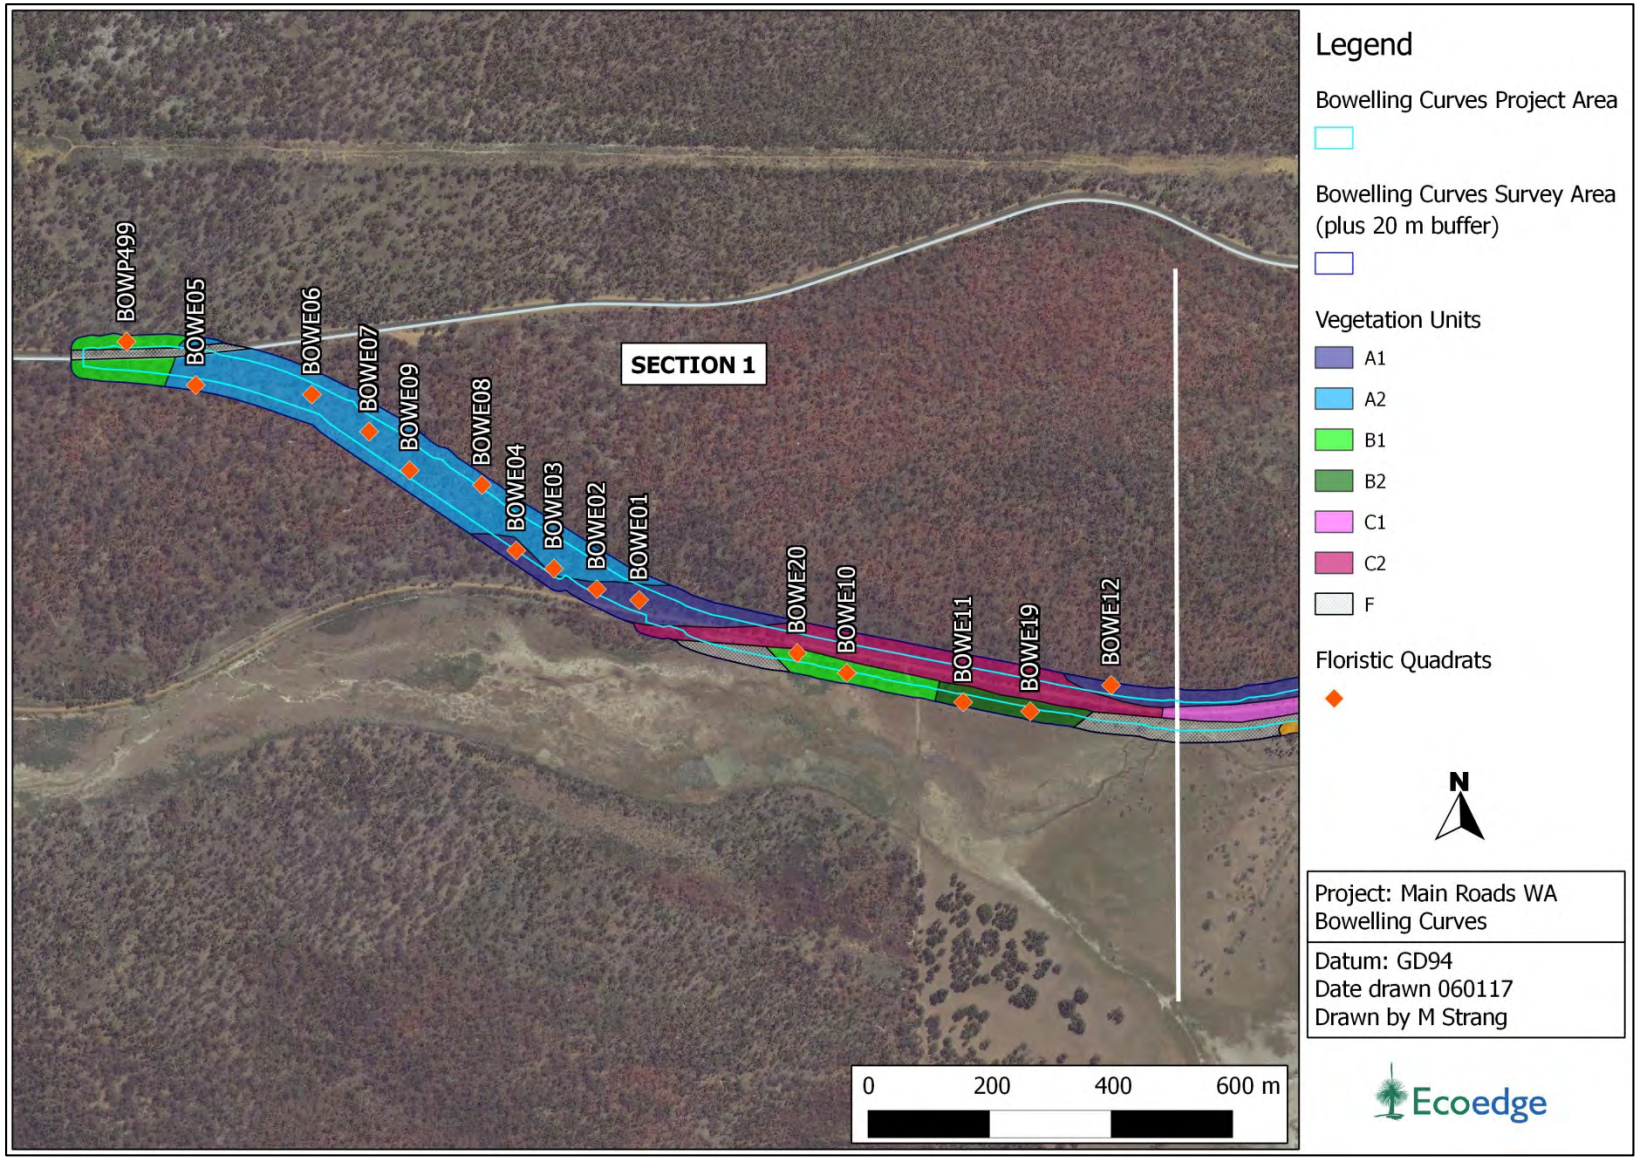 BOWP499
BOWE05
BOWE06
BOWE07
BOWE09
BOWE08
BOWE04
BOWE03
BOWE02
BOWE01
BOWE20
BOWE10
BOWE11
BOWE19
BOWE12
SECTION 1
0 200 400 600 m
Legend
Bowelling Curves Project Area
Bowelling Curves Survey Area
(plus 20 m buffer)
Vegetation Units
A1
A2
B1
B2
C1
C2
F
Floristic Quadrats
N
Project: Main Roads WA
Bowelling Curves
Datum: GD94
Date drawn 060117
Drawn by M Strang
Ecoedge